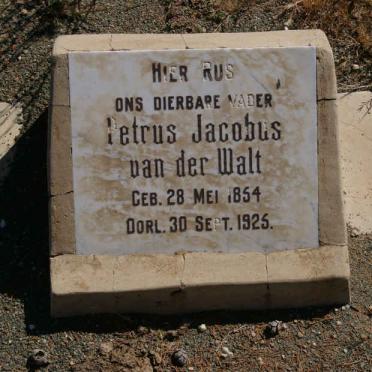 Hier Rus
ons dierbare vader
Petrus Jacobus
van der Walt
Geb. 28 Mei 1854
Oorl. 30 Sept. 1925.